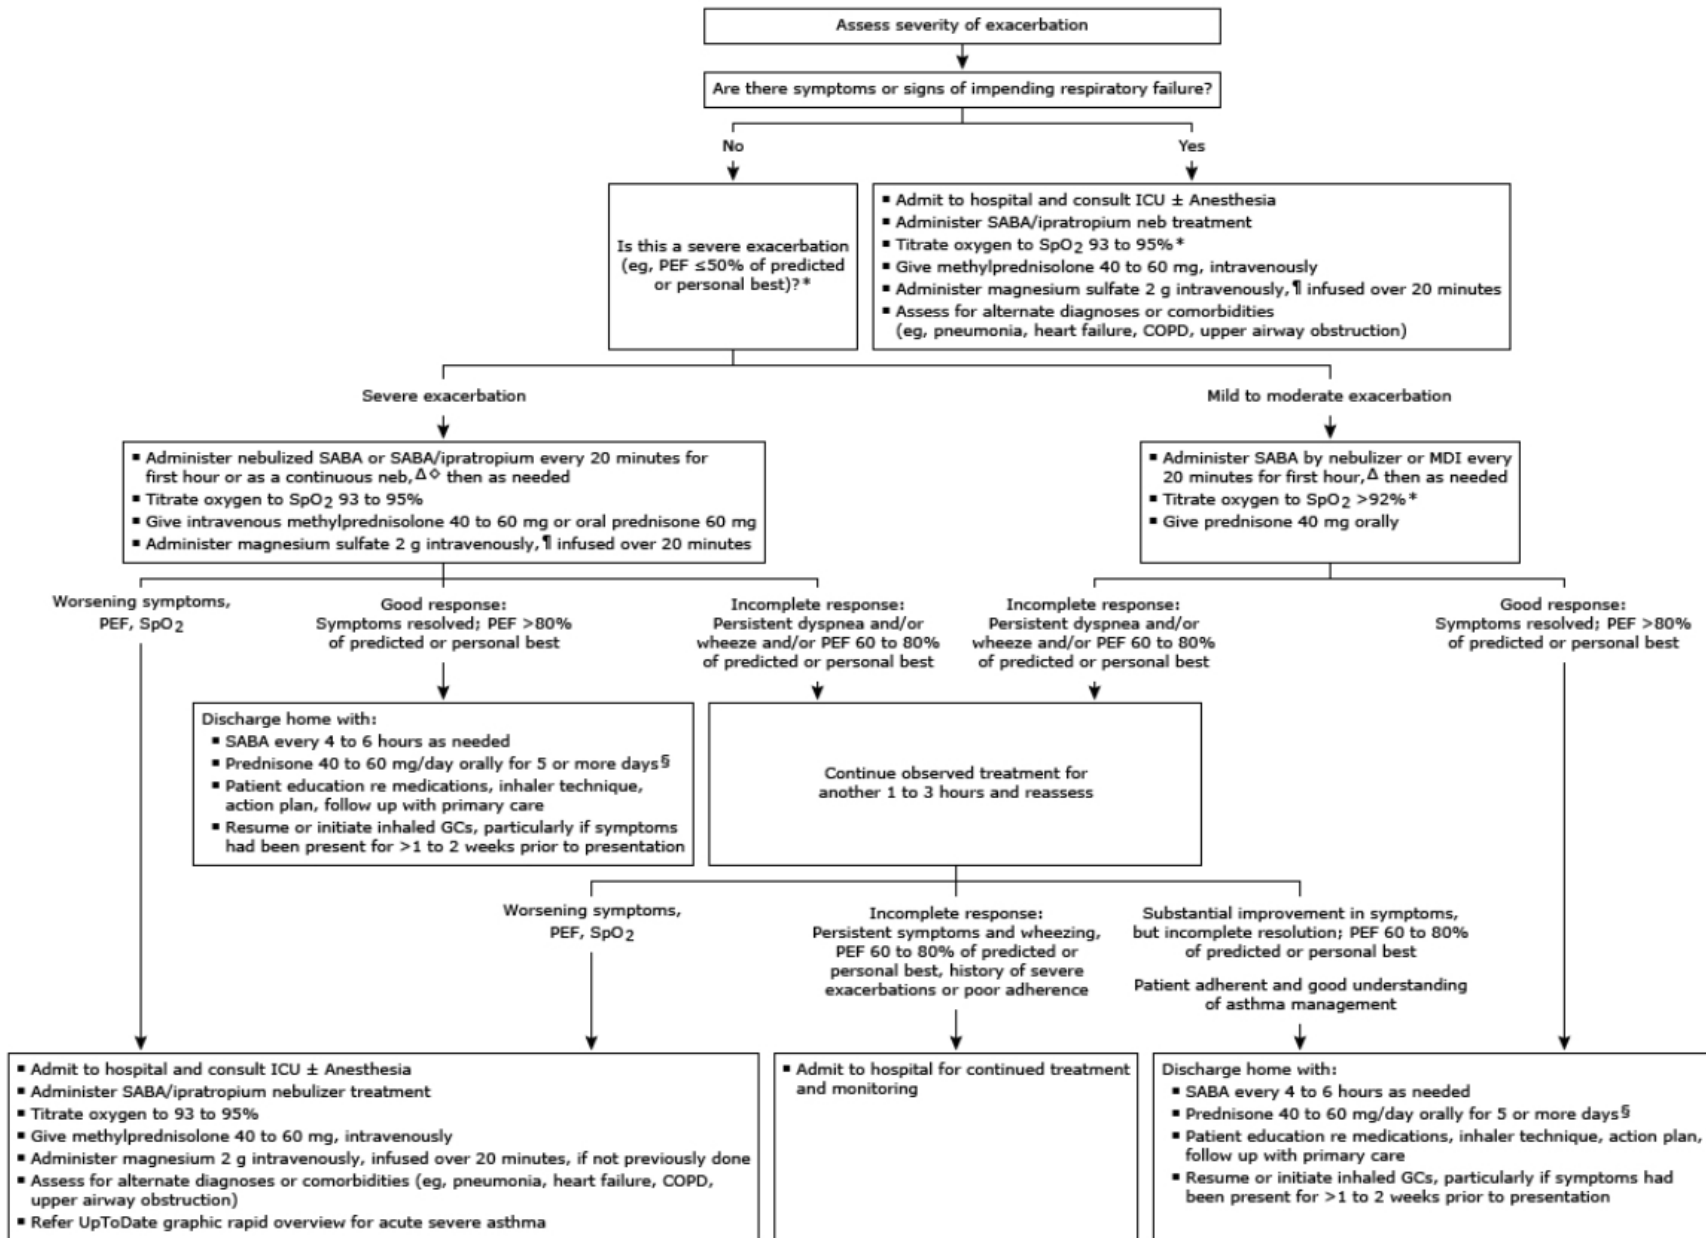 Assess severity of exacerbation
Are there symptoms or signs of impending respiratory failure?
No
Yes
Is this a severe exacerbation
(eg, PEF ≤50% of predicted
or personal best)?*
▪ Admit to hospital and consult ICU ± Anesthesia
▪ Administer SABA/ipratropium neb treatment
▪ Titrate oxygen to SpO₂ 93 to 95%*
▪ Give methylprednisolone 40 to 60 mg, intravenously
▪ Administer magnesium sulfate 2 g intravenously,¶ infused over 20 minutes
▪ Assess for alternate diagnoses or comorbidities
(eg, pneumonia, heart failure, COPD, upper airway obstruction)
Severe exacerbation
Mild to moderate exacerbation
▪ Administer nebulized SABA or SABA/ipratropium every 20 minutes for
first hour or as a continuous neb,Δ◊ then as needed
▪ Titrate oxygen to SpO₂ 93 to 95%
▪ Give intravenous methylprednisolone 40 to 60 mg or oral prednisone 60 mg
▪ Administer magnesium sulfate 2 g intravenously,¶ infused over 20 minutes
▪ Administer SABA by nebulizer or MDI every
20 minutes for first hour,Δ then as needed
▪ Titrate oxygen to SpO₂ >92%*
▪ Give prednisone 40 mg orally
Worsening symptoms,
PEF, SpO₂
Good response:
Symptoms resolved; PEF >80%
of predicted or personal best
Incomplete response:
Persistent dyspnea and/or
wheeze and/or PEF 60 to 80%
of predicted or personal best
Incomplete response:
Persistent dyspnea and/or
wheeze and/or PEF 60 to 80%
of predicted or personal best
Good response:
Symptoms resolved; PEF >80%
of predicted or personal best
Discharge home with:
▪ SABA every 4 to 6 hours as needed
▪ Prednisone 40 to 60 mg/day orally for 5 or more days§
▪ Patient education re medications, inhaler technique,
action plan, follow up with primary care
▪ Resume or initiate inhaled GCs, particularly if symptoms
had been present for >1 to 2 weeks prior to presentation
Continue observed treatment for
another 1 to 3 hours and reassess
Worsening symptoms,
PEF, SpO₂
Incomplete response:
Persistent symptoms and wheezing,
PEF 60 to 80% of predicted or
personal best, history of severe
exacerbations or poor adherence
Substantial improvement in symptoms,
but incomplete resolution; PEF 60 to 80%
of predicted or personal best
Patient adherent and good understanding
of asthma management
▪ Admit to hospital and consult ICU ± Anesthesia
▪ Administer SABA/ipratropium nebulizer treatment
▪ Titrate oxygen to 93 to 95%
▪ Give methylprednisolone 40 to 60 mg, intravenously
▪ Administer magnesium 2 g intravenously, infused over 20 minutes, if not previously done
▪ Assess for alternate diagnoses or comorbidities (eg, pneumonia, heart failure, COPD,
upper airway obstruction)
▪ Refer UpToDate graphic rapid overview for acute severe asthma
▪ Admit to hospital for continued treatment
and monitoring
Discharge home with:
▪ SABA every 4 to 6 hours as needed
▪ Prednisone 40 to 60 mg/day orally for 5 or more days§
▪ Patient education re medications, inhaler technique, action plan,
follow up with primary care
▪ Resume or initiate inhaled GCs, particularly if symptoms had
been present for >1 to 2 weeks prior to presentation